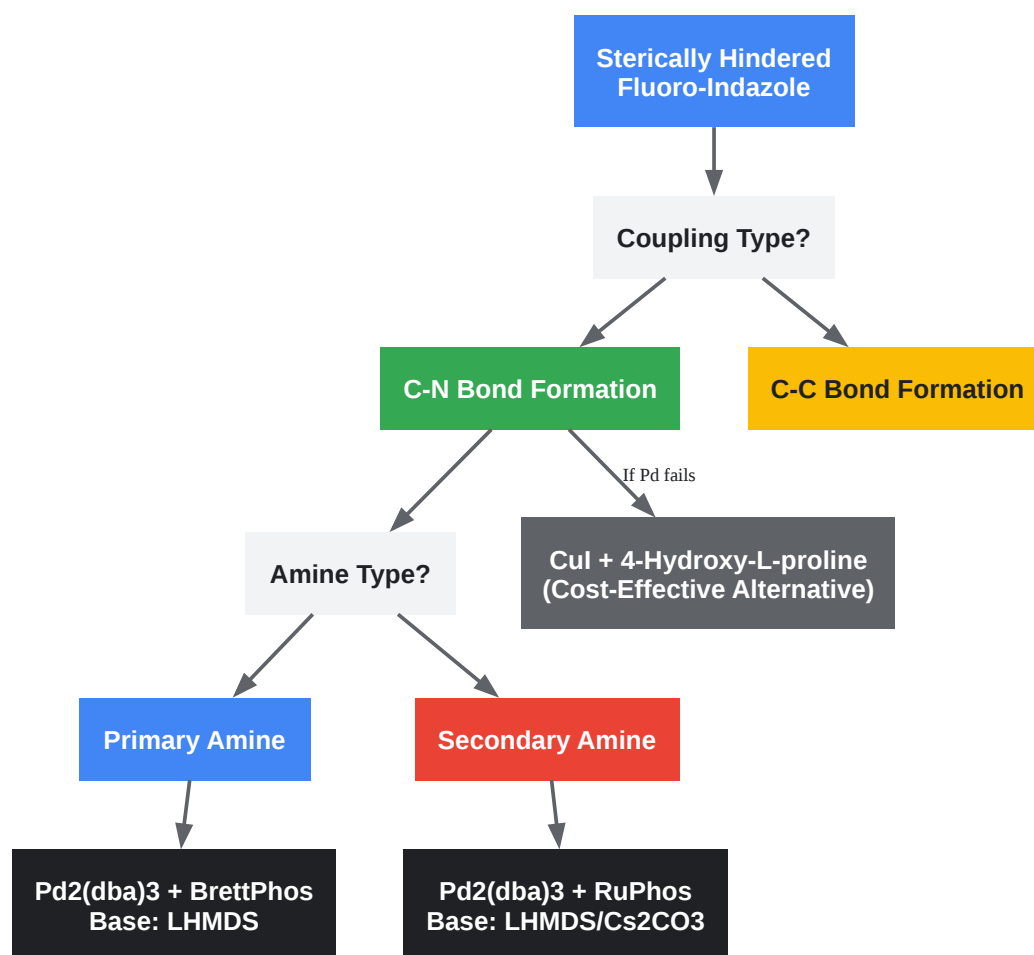 Sterically Hindered
Fluoro-Indazole
Coupling Type?
C-N Bond Formation
C-C Bond Formation
If Pd fails
CuI + 4-Hydroxy-L-proline
(Cost-Effective Alternative)
Amine Type?
Primary Amine
Secondary Amine
Pd2(dba)3 + BrettPhos
Base: LHMDS
Pd2(dba)3 + RuPhos
Base: LHMDS/Cs2CO3